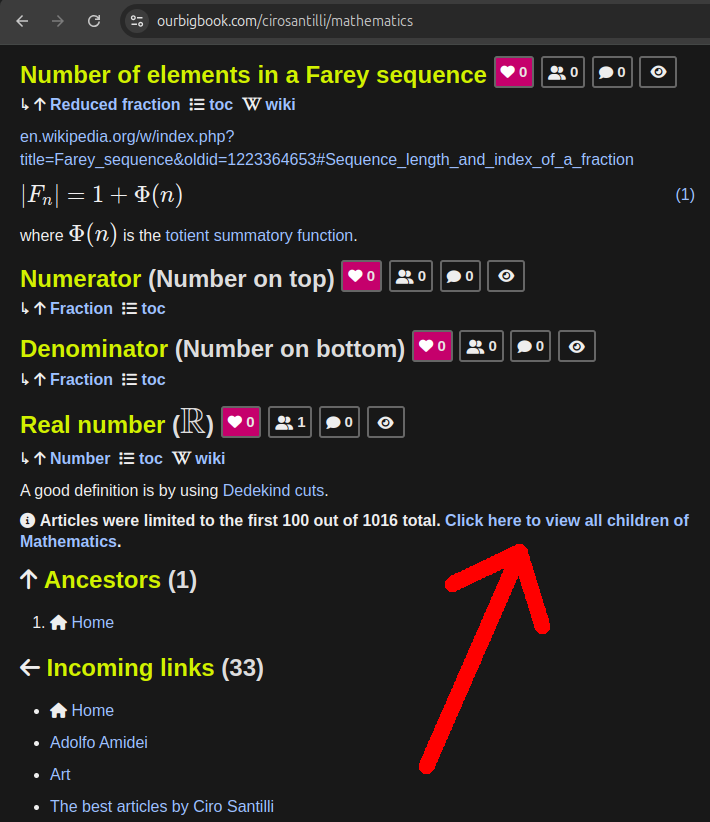 ourbigbook.com/cirosantilli/mathematics
Number of elements in a Farey sequence 0 0 0
↳ ↑ Reduced fraction toc W wiki
en.wikipedia.org/w/index.php?
title=Farey_sequence&oldid=1223364653#Sequence_length_and_index_of_a_fraction
|Fₙ| = 1 + Φ(n) (1)
where Φ(n) is the totient summatory function.
Numerator (Number on top) 0 0 0
↳ ↑ Fraction toc
Denominator (Number on bottom) 0 0 0
↳ ↑ Fraction toc
Real number (ℝ) 0 1 0
↳ ↑ Number toc W wiki
A good definition is by using Dedekind cuts.
Articles were limited to the first 100 out of 1016 total. Click here to view all children of
Mathematics.
↑ Ancestors (1)
1. Home
← Incoming links (33)
• Home
• Adolfo Amidei
• Art
• The best articles by Ciro Santilli